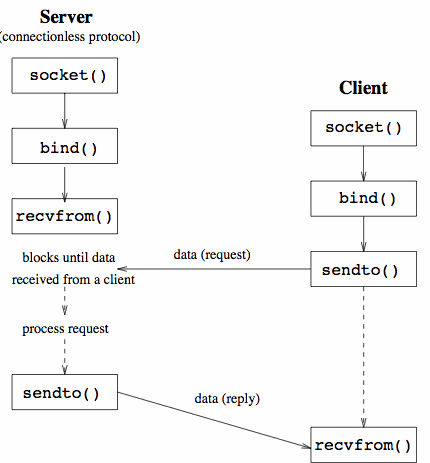 Server
(connectionless protocol)
socket()
bind()
recvfrom()
blocks until data
received from a client
process request
sendto()
Client
socket()
bind()
data (request)
sendto()
data (reply)
recvfrom()